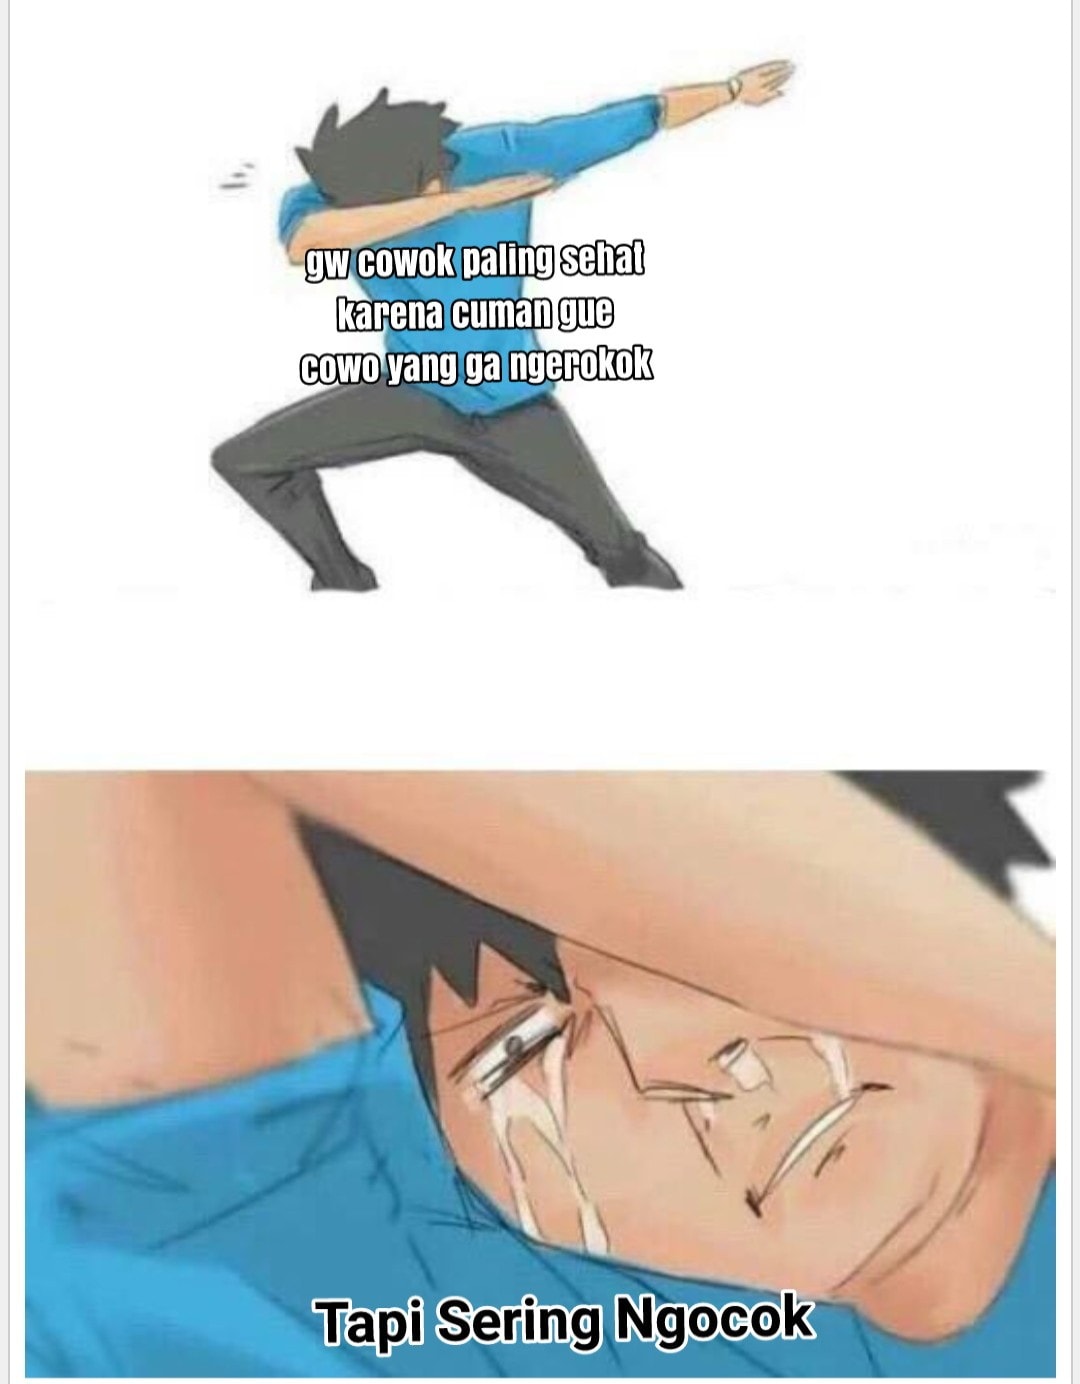 gw cowok paling sehat
karena cuman gue
cowo yang ga ngerokok
Tapi Sering Ngocok